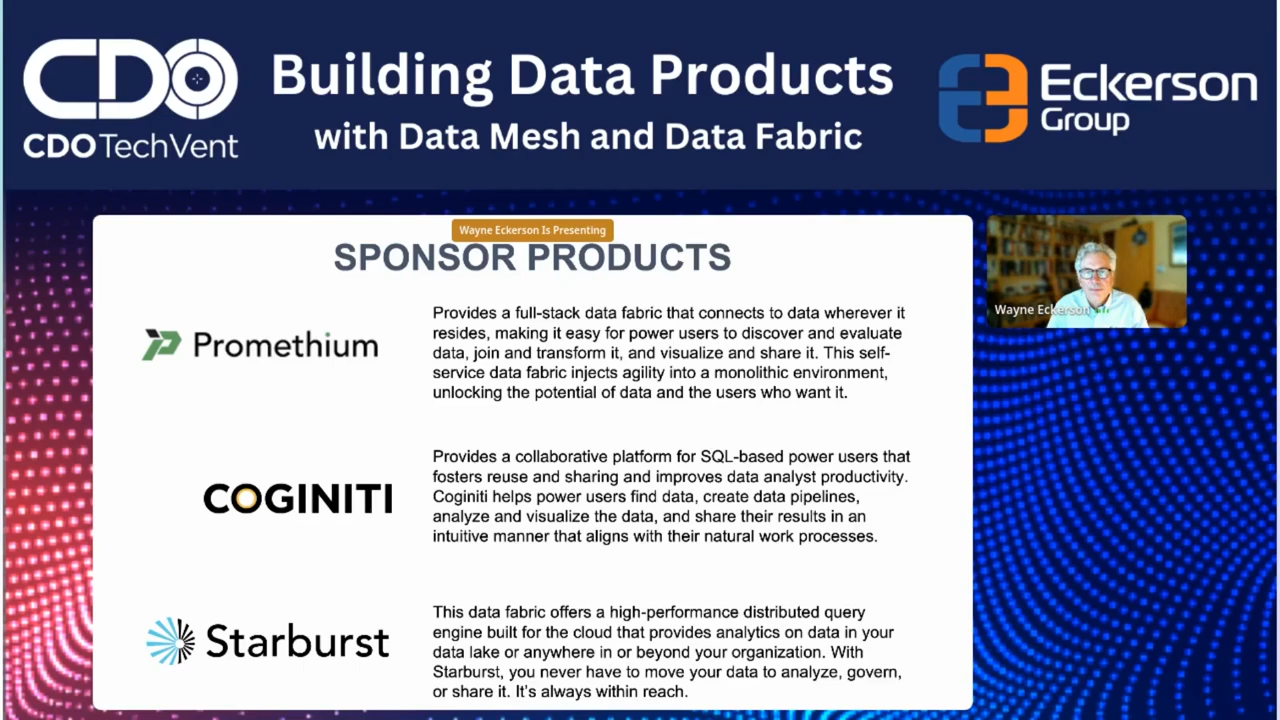 CDO
CDO TechVent
Building Data Products
with Data Mesh and Data Fabric
Eckerson
Group
Wayne Eckerson Is Presenting
SPONSOR PRODUCTS
Promethium
Provides a full-stack data fabric that connects to data wherever it
resides, making it easy for power users to discover and evaluate
data, join and transform it, and visualize and share it. This self-
service data fabric injects agility into a monolithic environment,
unlocking the potential of data and the users who want it.
COGINITI
Provides a collaborative platform for SQL-based power users that
fosters reuse and sharing and improves data analyst productivity.
Coginiti helps power users find data, create data pipelines,
analyze and visualize the data, and share their results in an
intuitive manner that aligns with their natural work processes.
Starburst
This data fabric offers a high-performance distributed query
engine built for the cloud that provides analytics on data in your
data lake or anywhere in or beyond your organization. With
Starburst, you never have to move your data to analyze, govern,
or share it. It's always within reach.
Wayne Eckerson